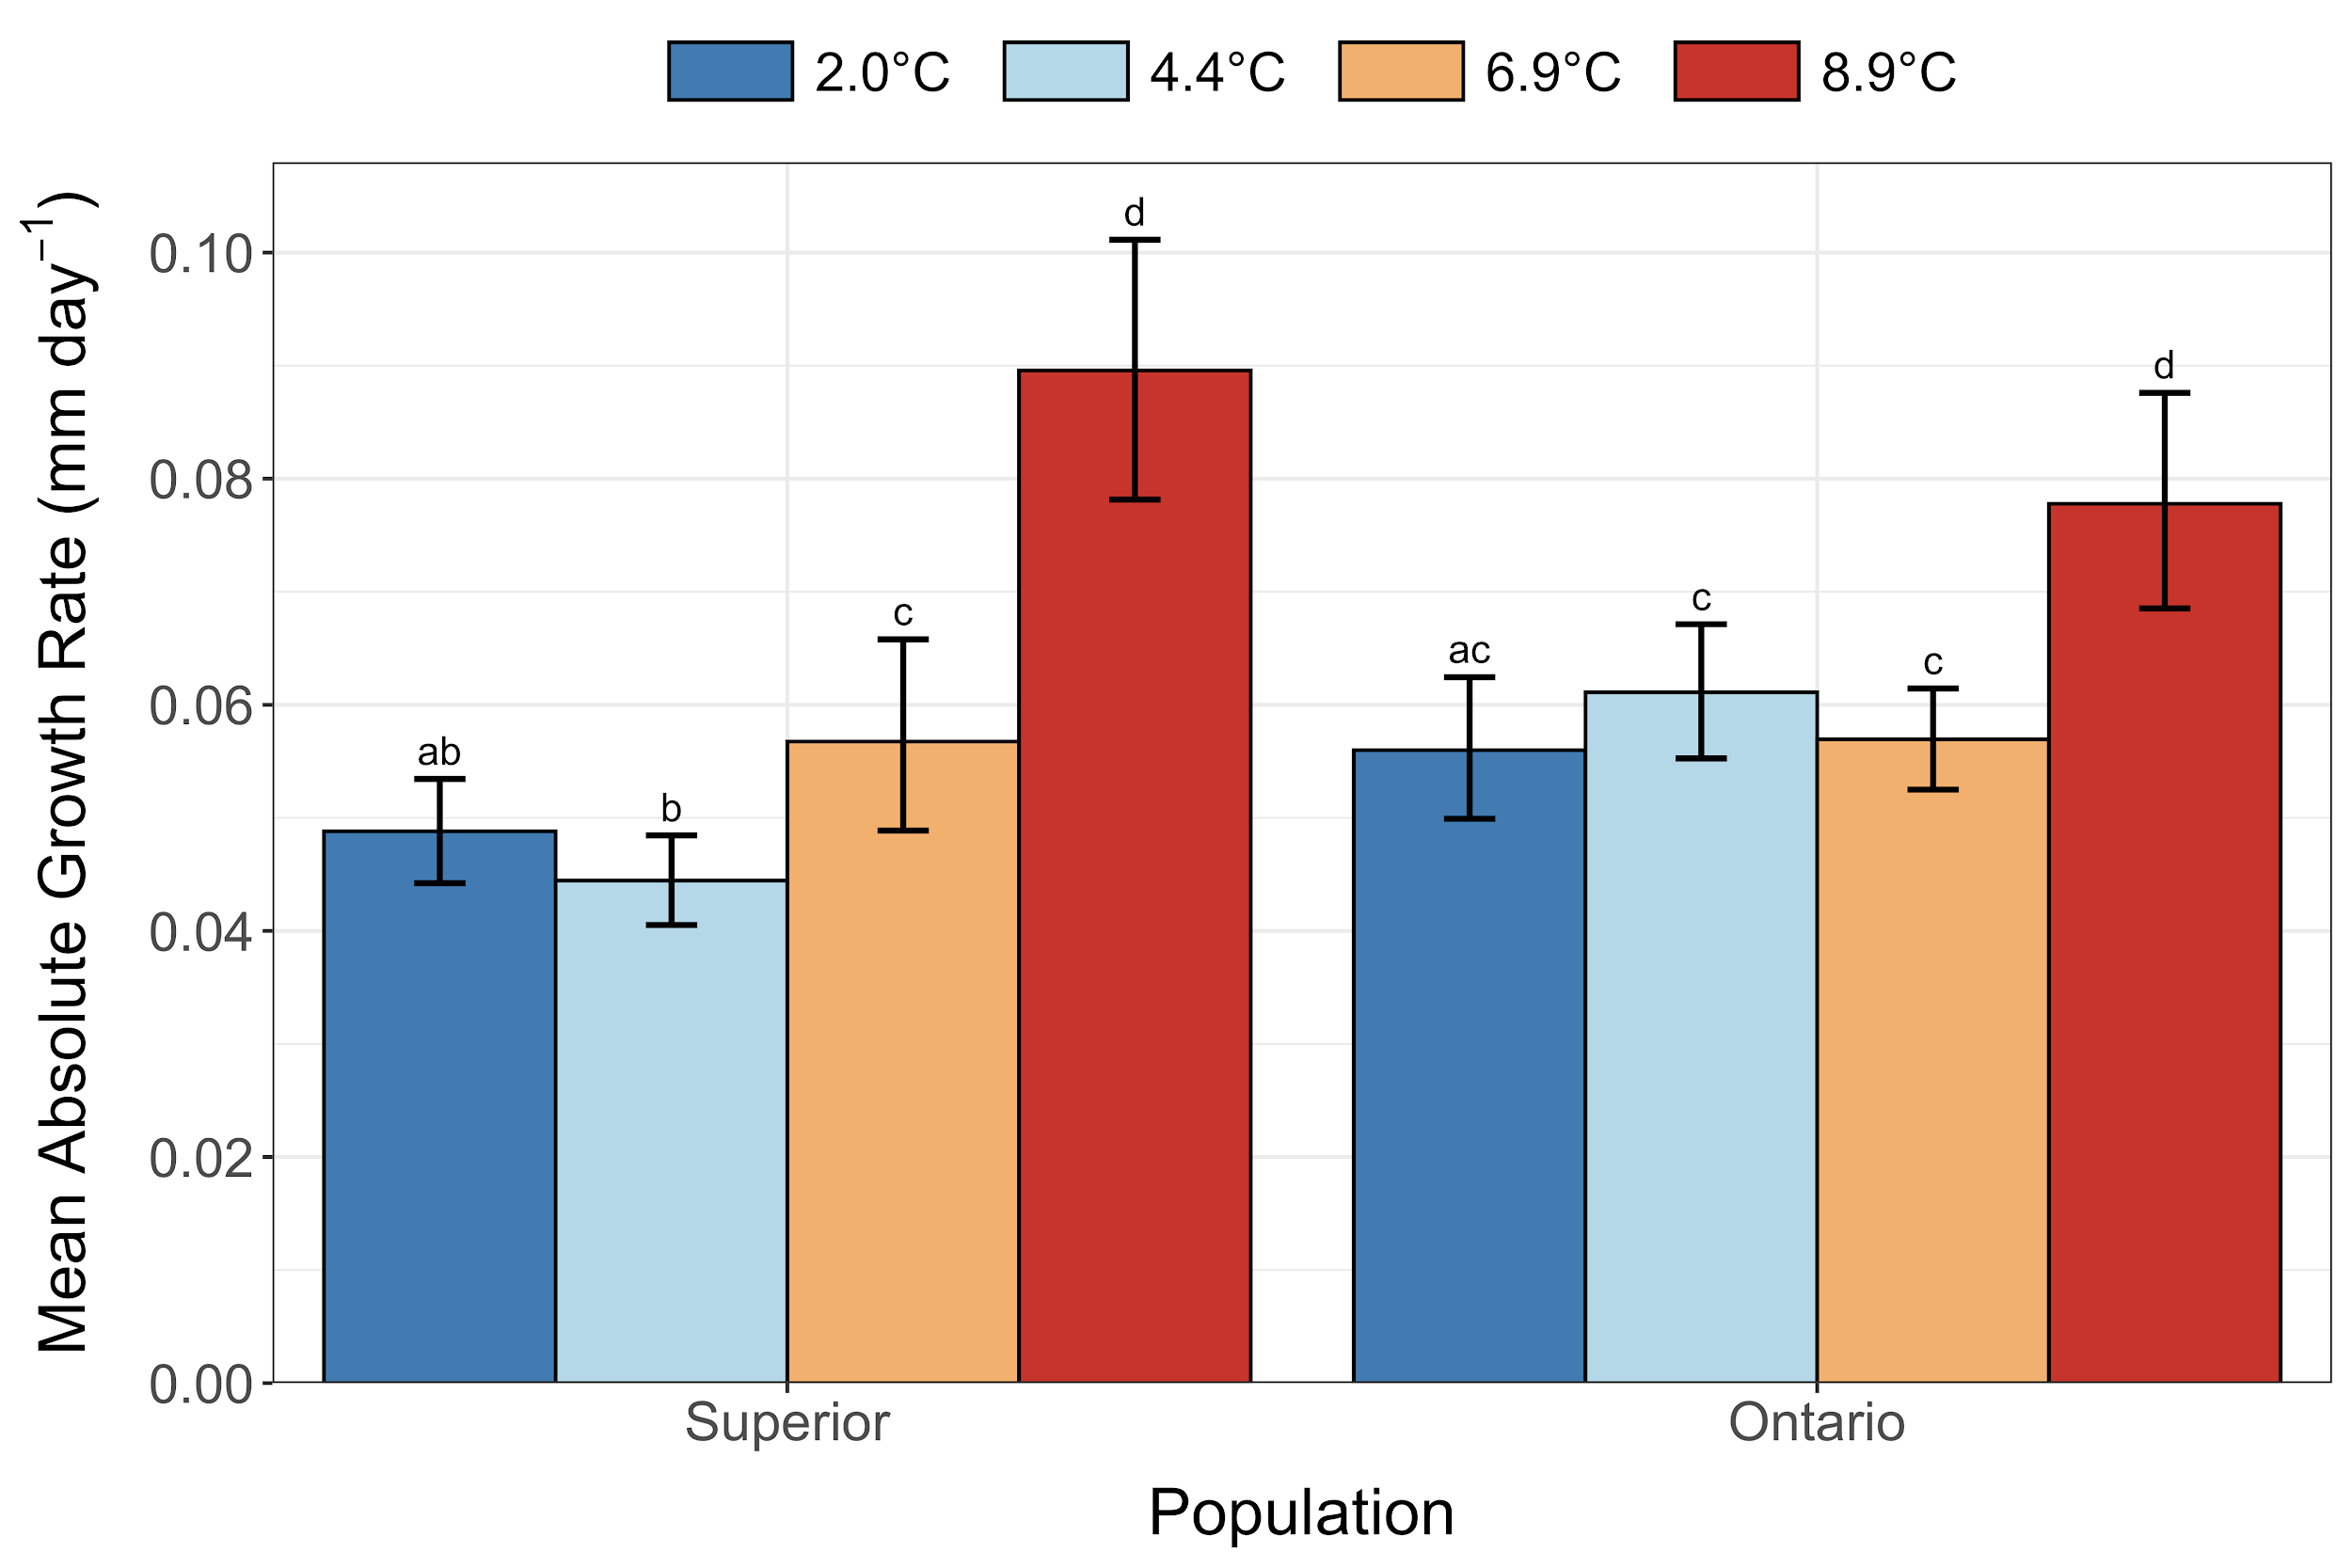 2.0°C 4.4°C 6.9°C 8.9°C
Mean Absolute Growth Rate (mm day⁻¹)
0.10
0.08
0.06
0.04
0.02
0.00
ab
b
c
d
ac
c
c
d
Superior Ontario
Population